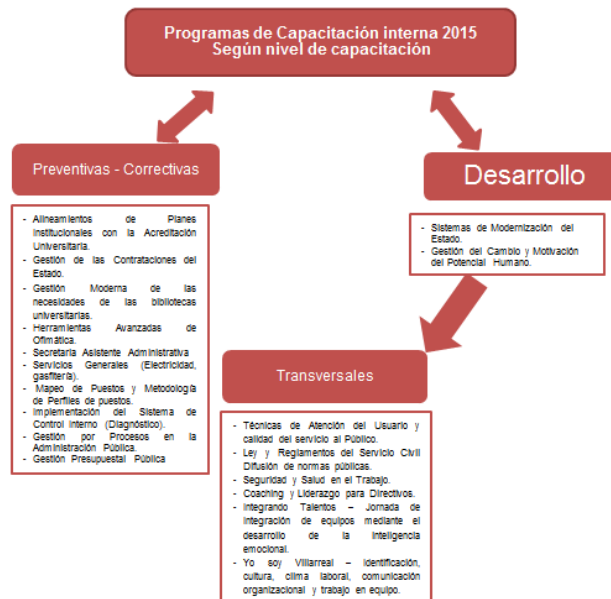 Programas de Capacitación interna 2015
Según nivel de capacitación
Preventivas - Correctivas
- Alineamientos de Planes
Institucionales con la Acreditación
Universitaria.
- Gestión de las Contrataciones del
Estado.
- Gestión Moderna de las
necesidades de las bibliotecas
universitarias.
- Herramientas Avanzadas de
Ofimática.
- Secretaria Asistente Administrativa
- Servicios Generales (Electricidad,
gasfitería).
- Mapeo de Puestos y Metodología
de Perfiles de puestos.
- Implementación del Sistema de
Control Interno (Diagnóstico).
- Gestión por Procesos en la
Administración Pública.
- Gestión Presupuestal Pública
Desarrollo
- Sistemas de Modernización del
Estado.
- Gestión del Cambio y Motivación
del Potencial Humano.
Transversales
- Técnicas de Atención del Usuario y
calidad del servicio al Público.
- Ley y Reglamentos del Servicio Civil
Difusión de normas públicas.
- Seguridad y Salud en el Trabajo.
- Coaching y Liderazgo para Directivos.
- Integrando Talentos – Jornada de
Integración de equipos mediante el
desarrollo de la Inteligencia
emocional.
- Yo soy Villarreal – identificación,
cultura, clima laboral, comunicación
organizacional y trabajo en equipo.